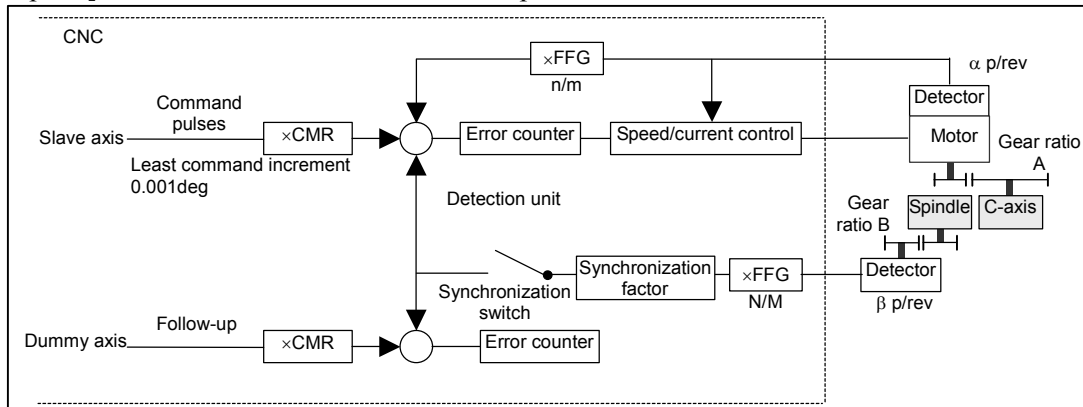 CNC
×FFG
n/m
α p/rev
Detector
Command
pulses
Slave axis
×CMR
Error counter
Speed/current control
Motor
Least command increment
0.001deg
Gear ratio
A
Detection unit
Gear
ratio B
Spindle
C-axis
Synchronization
factor
×FFG
N/M
Detector
β p/rev
Synchronization
switch
Follow-up
Dummy axis
×CMR
Error counter